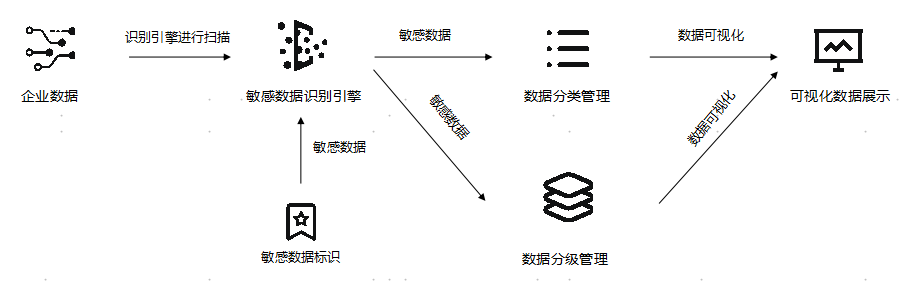 识别引擎进行扫描
敏感数据
数据可视化
企业数据
敏感数据识别引擎
数据分类管理
可视化数据展示
敏感数据
数据可视化
敏感数据
敏感数据标识
数据分级管理